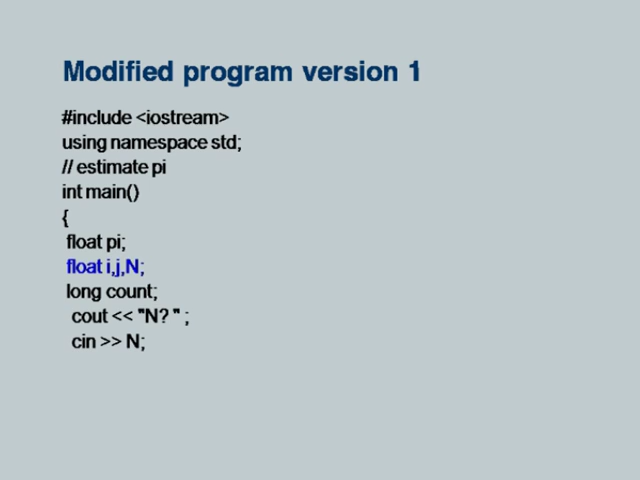 Modified program version 1
#include <iostream>
using namespace std;
// estimate pi
int main()
{
float pi;
float i,j,N;
long count;
cout << "N? " ;
cin >> N;